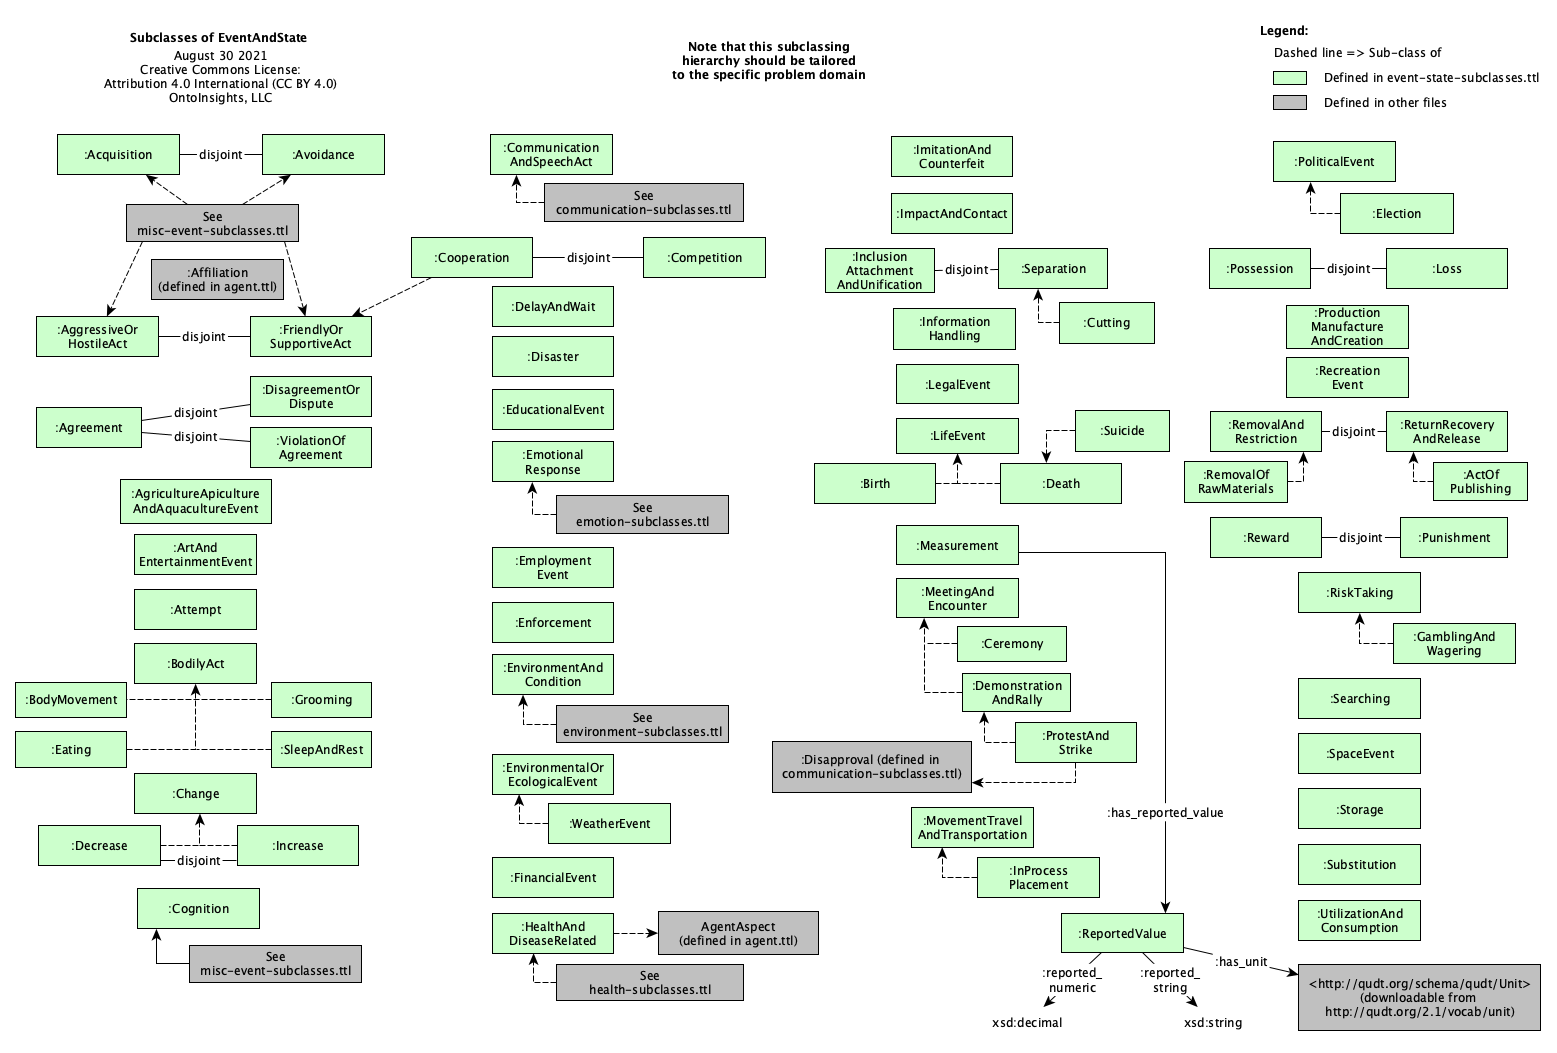 Subclasses of EventAndState
August 30 2021
Creative Commons License:
Attribution 4.0 International (CC BY 4.0)
OntoInsights, LLC
Note that this subclassing
hierarchy should be tailored
to the specific problem domain
Legend:
Dashed line => Sub-class of
Defined in event-state-subclasses.ttl
Defined in other files
:Acquisition
disjoint
:Avoidance
See
misc-event-subclasses.ttl
:Affiliation
(defined in agent.ttl)
:AggressiveOr
HostileAct
disjoint
:FriendlyOr
SupportiveAct
:Agreement
disjoint
disjoint
:DisagreementOr
Dispute
:ViolationOf
Agreement
:AgricultureApiculture
AndAquacultureEvent
:ArtAnd
EntertainmentEvent
:Attempt
:BodilyAct
:BodyMovement
:Grooming
:Eating
:SleepAndRest
:Change
:Decrease
disjoint
:Increase
:Cognition
See
misc-event-subclasses.ttl
:Communication
AndSpeechAct
See
communication-subclasses.ttl
:Cooperation
disjoint
:Competition
:DelayAndWait
:Disaster
:EducationalEvent
:Emotional
Response
See
emotion-subclasses.ttl
:Employment
Event
:Enforcement
:EnvironmentAnd
Condition
See
environment-subclasses.ttl
:EnvironmentalOr
EcologicalEvent
:WeatherEvent
:FinancialEvent
:HealthAnd
DiseaseRelated
AgentAspect
(defined in agent.ttl)
See
health-subclasses.ttl
:ImitationAnd
Counterfeit
:ImpactAndContact
:Inclusion
Attachment
AndUnification
disjoint
:Separation
:Cutting
:Information
Handling
:LegalEvent
:LifeEvent
:Suicide
:Birth
:Death
:Measurement
:MeetingAnd
Encounter
:Ceremony
:Demonstration
AndRally
:ProtestAnd
Strike
:Disapproval (defined in
communication-subclasses.ttl)
:has_reported_value
:MovementTravel
AndTransportation
:InProcess
Placement
:ReportedValue
:reported_
numeric
:reported_
string
:has_unit
xsd:decimal
xsd:string
<http://qudt.org/schema/qudt/Unit>
(downloadable from
http://qudt.org/2.1/vocab/unit)
:PoliticalEvent
:Election
:Possession
disjoint
:Loss
:Production
Manufacture
AndCreation
:Recreation
Event
:RemovalAnd
Restriction
disjoint
:ReturnRecovery
AndRelease
:RemovalOf
RawMaterials
:ActOf
Publishing
:Reward
disjoint
:Punishment
:RiskTaking
:GamblingAnd
Wagering
:Searching
:SpaceEvent
:Storage
:Substitution
:UtilizationAnd
Consumption